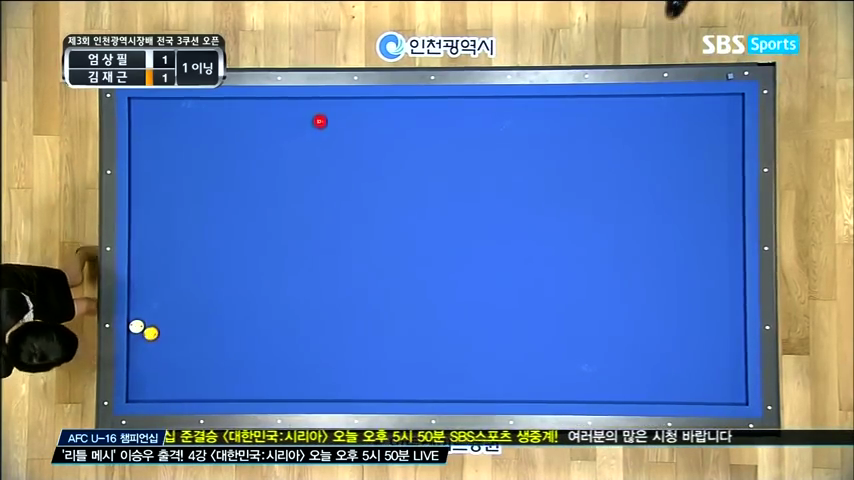 제3회 인천광역시장배 전국 3쿠션 오픈
엄상필 1
김재근 1
1 이닝
인천광역시
SBS Sports
AFC U-16 챔피언십
십 준결승 <대한민국:시리아> 오늘 오후 5시 50분 SBS스포츠 생중계! 여러분의 많은 시청 바랍니다
'리틀 메시' 이승우 출격! 4강 <대한민국:시리아> 오늘 오후 5시 50분 LIVE